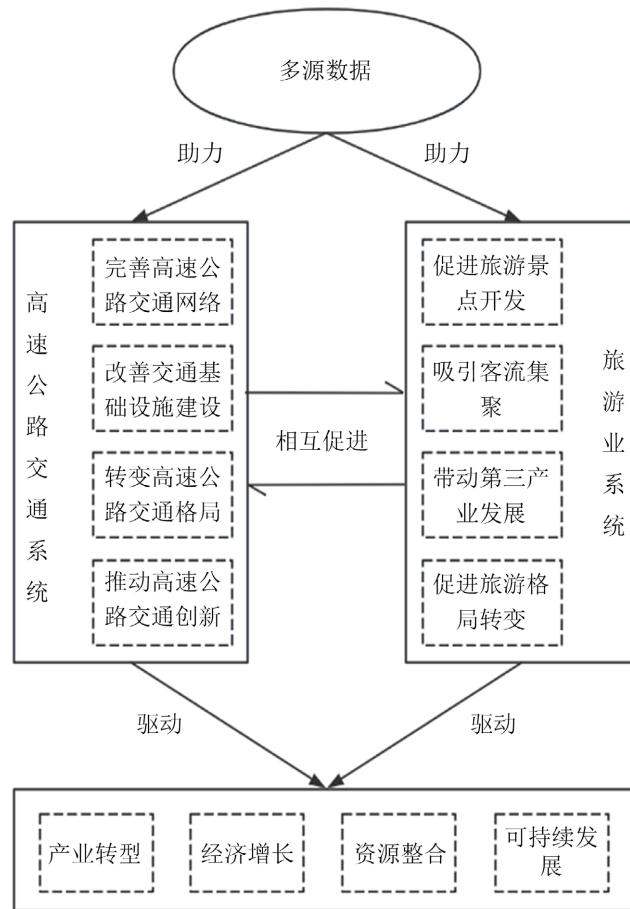 多源数据
助力
助力
高速公路交通系统
完善高速公
路交通网络
改善交通基
础设施建设
转变高速公
路交通格局
推动高速公
路交通创新
相互促进
促进旅游景
点开发
吸引客流集
聚
带动第三产
业发展
促进旅游格
局转变
旅游业系统
驱动
驱动
产业转型
经济增长
资源整合
可持续发
展